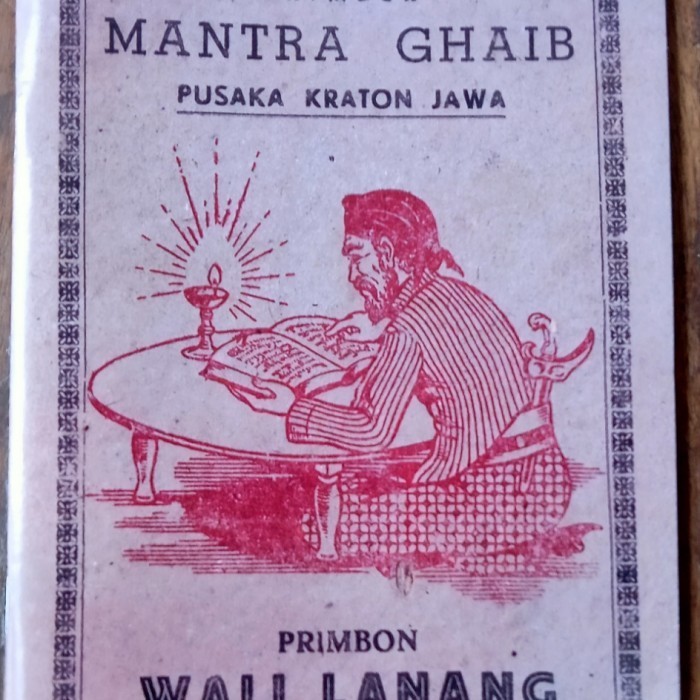 MANTRA GHAIB
PUSAKA KRATON JAWA
PRIMBON
WALI LANANG